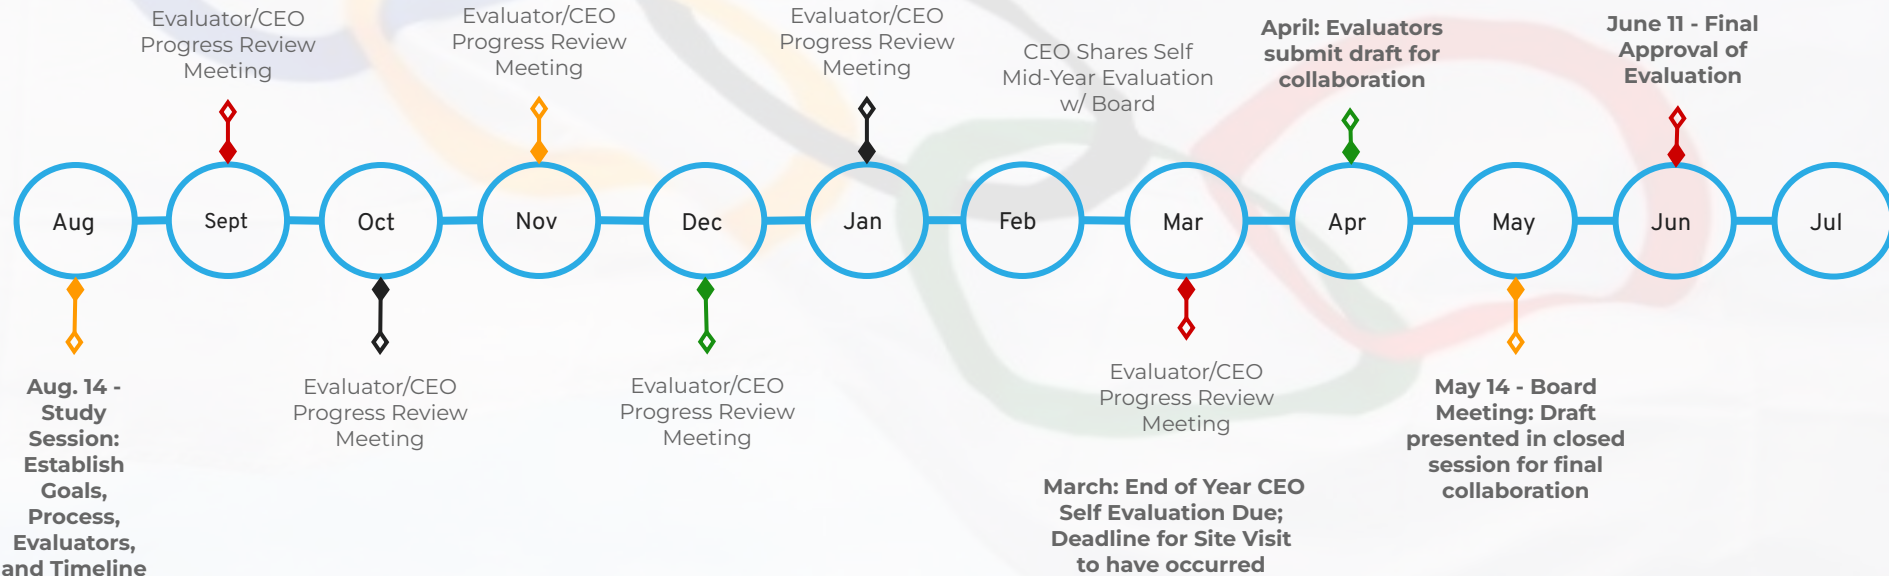 Evaluator/CEO
Progress Review
Meeting
Evaluator/CEO
Progress Review
Meeting
Evaluator/CEO
Progress Review
Meeting
CEO Shares Self
Mid-Year Evaluation
w/ Board
April: Evaluators
submit draft for
collaboration
June 11 - Final
Approval of
Evaluation
Aug
Sept
Oct
Nov
Dec
Jan
Feb
Mar
Apr
May
Jun
Jul
Aug. 14 -
Study
Session:
Establish
Goals,
Process,
Evaluators,
and Timeline
Evaluator/CEO
Progress Review
Meeting
Evaluator/CEO
Progress Review
Meeting
Evaluator/CEO
Progress Review
Meeting
March: End of Year CEO
Self Evaluation Due;
Deadline for Site Visit
to have occurred
May 14 - Board
Meeting: Draft
presented in closed
session for final
collaboration